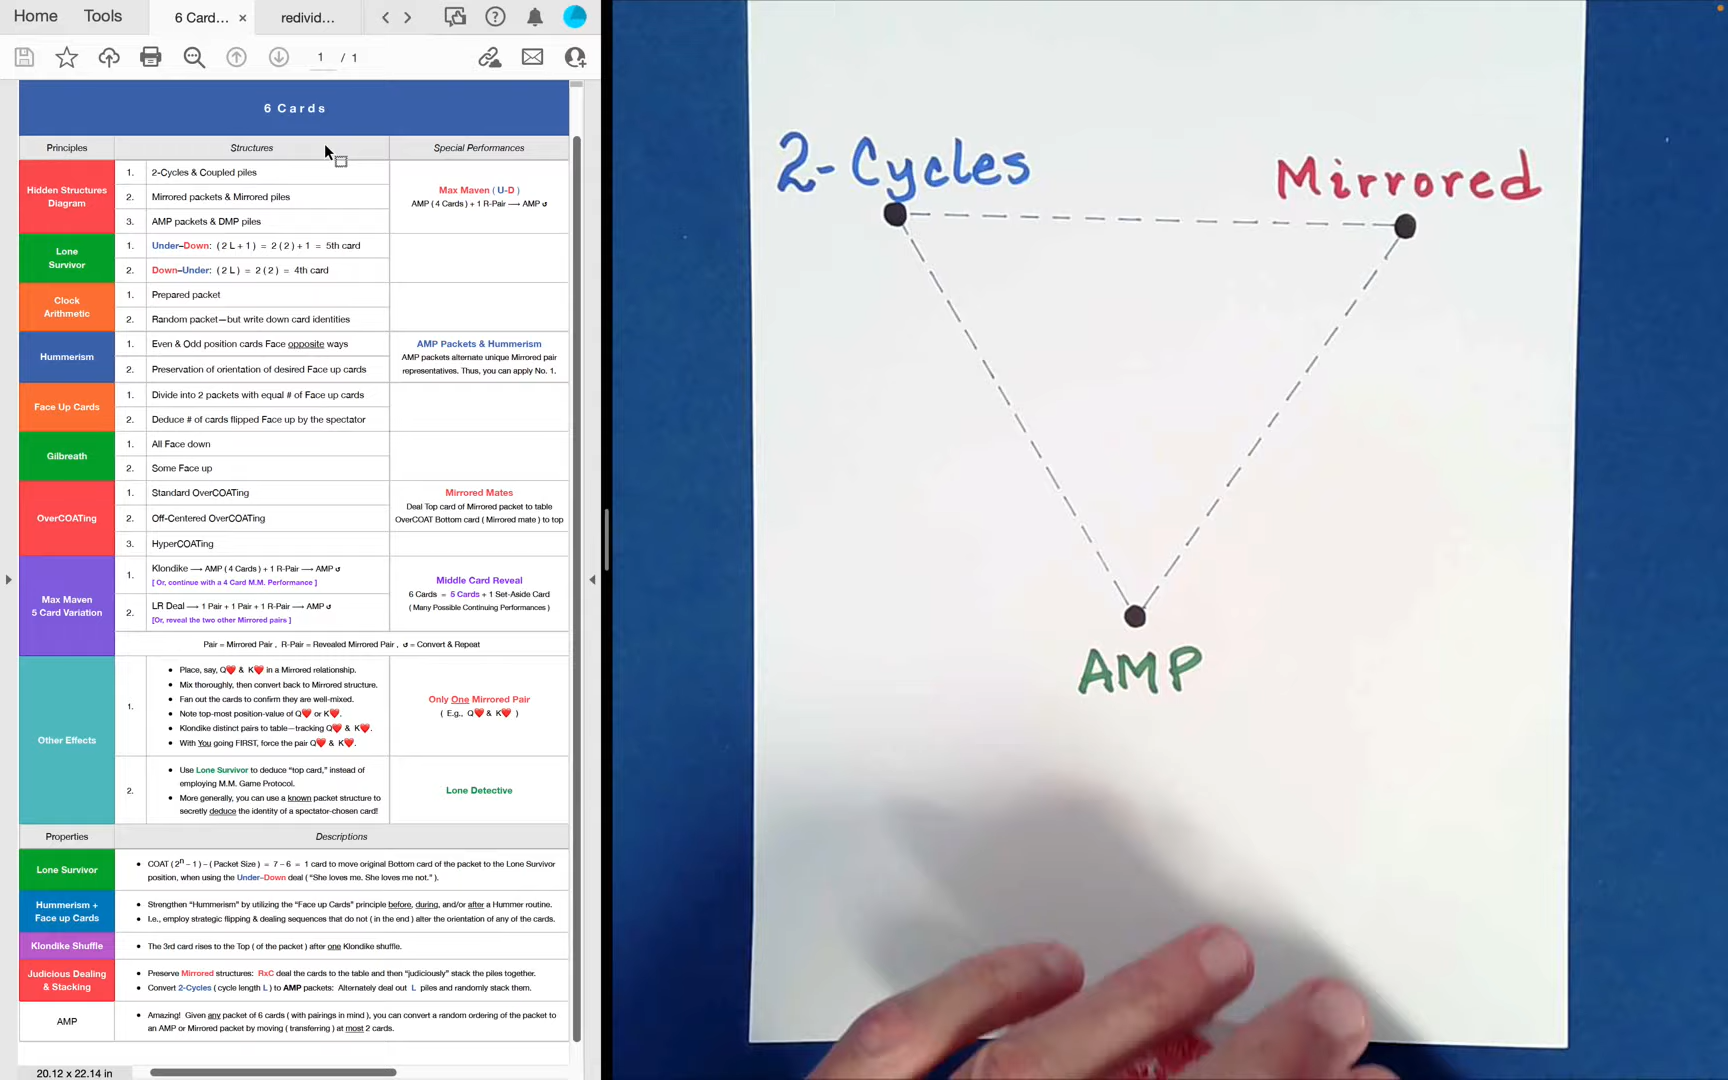 Home Tools 6 Card... × redivid...
1 / 1
6 Cards
Principles Structures Special Performances
Hidden Structures
Diagram
1. 2-Cycles & Coupled piles
2. Mirrored packets & Mirrored piles
3. AMP packets & DMP piles
Max Maven ( U-D )
AMP ( 4 Cards ) + 1 R-Pair → AMP ↺
Lone
Survivor
1. Under–Down: ( 2 L + 1 ) = 2 ( 2 ) + 1 = 5th card
2. Down–Under: ( 2 L ) = 2 ( 2 ) = 4th card
Clock
Arithmetic
1. Prepared packet
2. Random packet—but write down card identities
Hummerism
1. Even & Odd position cards Face opposite ways
2. Preservation of orientation of desired Face up cards
AMP Packets & Hummerism
AMP packets alternate unique Mirrored pair
representatives. Thus, you can apply No. 1.
Face Up Cards
1. Divide into 2 packets with equal # of Face up cards
2. Deduce # of cards flipped Face up by the spectator
Gilbreath
1. All Face down
2. Some Face up
OverCOATing
1. Standard OverCOATing
2. Off-Centered OverCOATing
3. HyperCOATing
Mirrored Mates
Deal Top card of Mirrored packet to table
OverCOAT Bottom card ( Mirrored mate ) to top
Max Maven
5 Card Variation
1. Klondike → AMP ( 4 Cards ) + 1 R-Pair → AMP ↺
[ Or, continue with a 4 Card M.M. Performance ]
2. LR Deal → 1 Pair + 1 Pair + 1 R-Pair → AMP ↺
[Or, reveal the two other Mirrored pairs ]
Middle Card Reveal
6 Cards = 5 Cards + 1 Set-Aside Card
( Many Possible Continuing Performances )
Pair = Mirrored Pair , R-Pair = Revealed Mirrored Pair , ↺ = Convert & Repeat
Other Effects
1.
• Place, say, Q♥ & K♥ in a Mirrored relationship.
• Mix thoroughly, then convert back to Mirrored structure.
• Fan out the cards to confirm they are well-mixed.
• Note top-most position-value of Q♥ or K♥.
• Klondike distinct pairs to table—tracking Q♥ & K♥.
• With You going FIRST, force the pair Q♥ & K♥.
Only One Mirrored Pair
( E.g., Q♥ & K♥ )
2.
• Use Lone Survivor to deduce “top card,” instead of
employing M.M. Game Protocol.
• More generally, you can use a known packet structure to
secretly deduce the identity of a spectator-chosen card!
Lone Detective
Properties Descriptions
Lone Survivor
• COAT ( 2ⁿ – 1 ) – ( Packet Size ) = 7 – 6 = 1 card to move original Bottom card of the packet to the Lone Survivor
position, when using the Under–Down deal ( “She loves me. She loves me not.” ).
Hummerism +
Face up Cards
• Strengthen “Hummerism” by utilizing the “Face up Cards” principle before, during, and/or after a Hummer routine.
• I.e., employ strategic flipping & dealing sequences that do not ( in the end ) alter the orientation of any of the cards.
Klondike Shuffle
• The 3rd card rises to the Top ( of the packet ) after one Klondike shuffle.
Judicious Dealing
& Stacking
• Preserve Mirrored structures: RxC deal the cards to the table and then “judiciously” stack the piles together.
• Convert 2-Cycles ( cycle length L ) to AMP packets: Alternately deal out L piles and randomly stack them.
AMP
• Amazing! Given any packet of 6 cards ( with pairings in mind ), you can convert a random ordering of the packet to
an AMP or Mirrored packet by moving ( transferring ) at most 2 cards.
20.12 x 22.14 in
2-Cycles
Mirrored
AMP